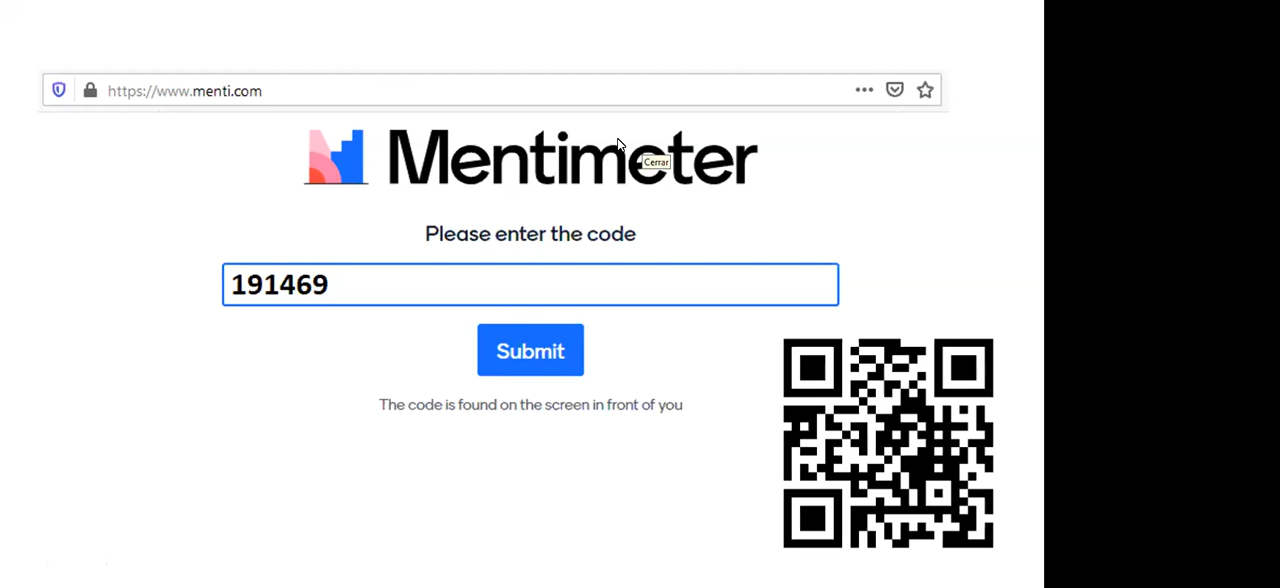 https://www.menti.com
Mentimeter
Cerrar
Please enter the code
191469
Submit
The code is found on the screen in front of you